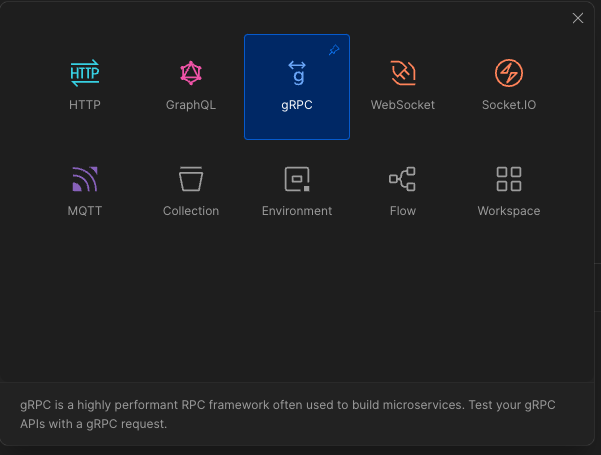 HTTP
g
HTTP GraphQL gRPC WebSocket Socket.IO
MQTT Collection Environment Flow Workspace
gRPC is a highly performant RPC framework often used to build microservices. Test your gRPC
APIs with a gRPC request.